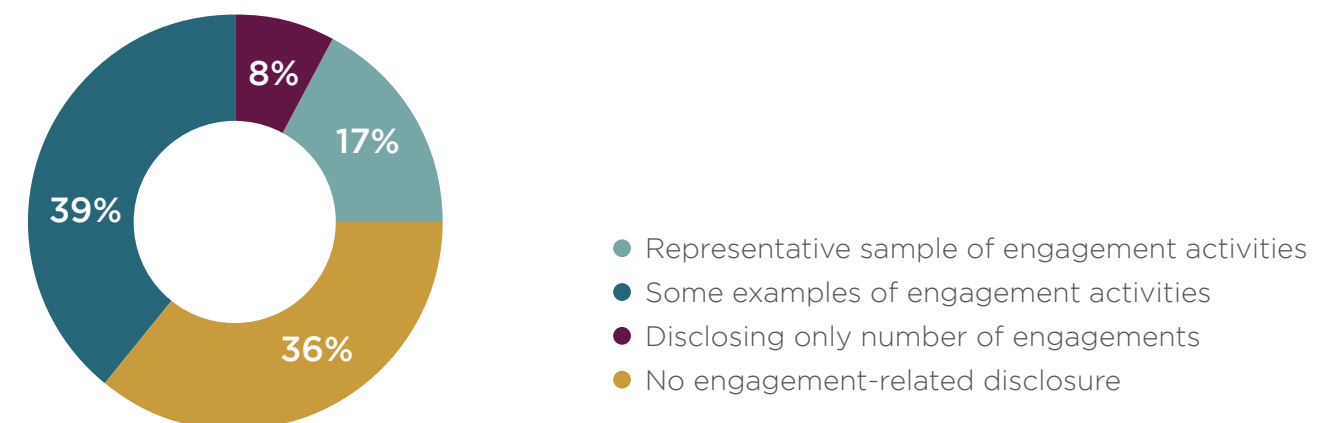 8%
17%
39%
36%
Representative sample of engagement activities
Some examples of engagement activities
Disclosing only number of engagements
No engagement-related disclosure